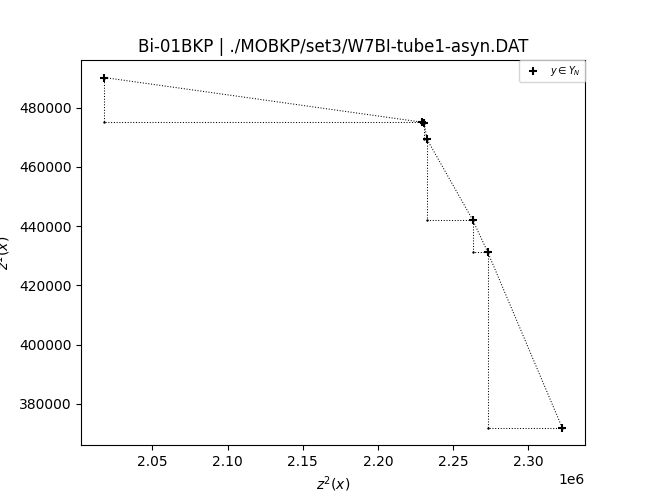 Bi-01BKP | ./MOBKP/set3/W7BI-tube1-asyn.DAT
y ∈ Y_N
480000
460000
440000
420000
400000
380000
2.05 2.10 2.15 2.20 2.25 2.30
1e6
z²(x)